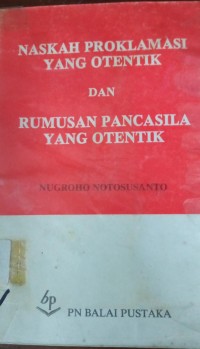 NASKAH PROKLAMASI
YANG OTENTIK
DAN
RUMUSAN PANCASILA
YANG OTENTIK
NUGROHO NOTOSUSANTO
bp
PN BALAI PUSTAKA